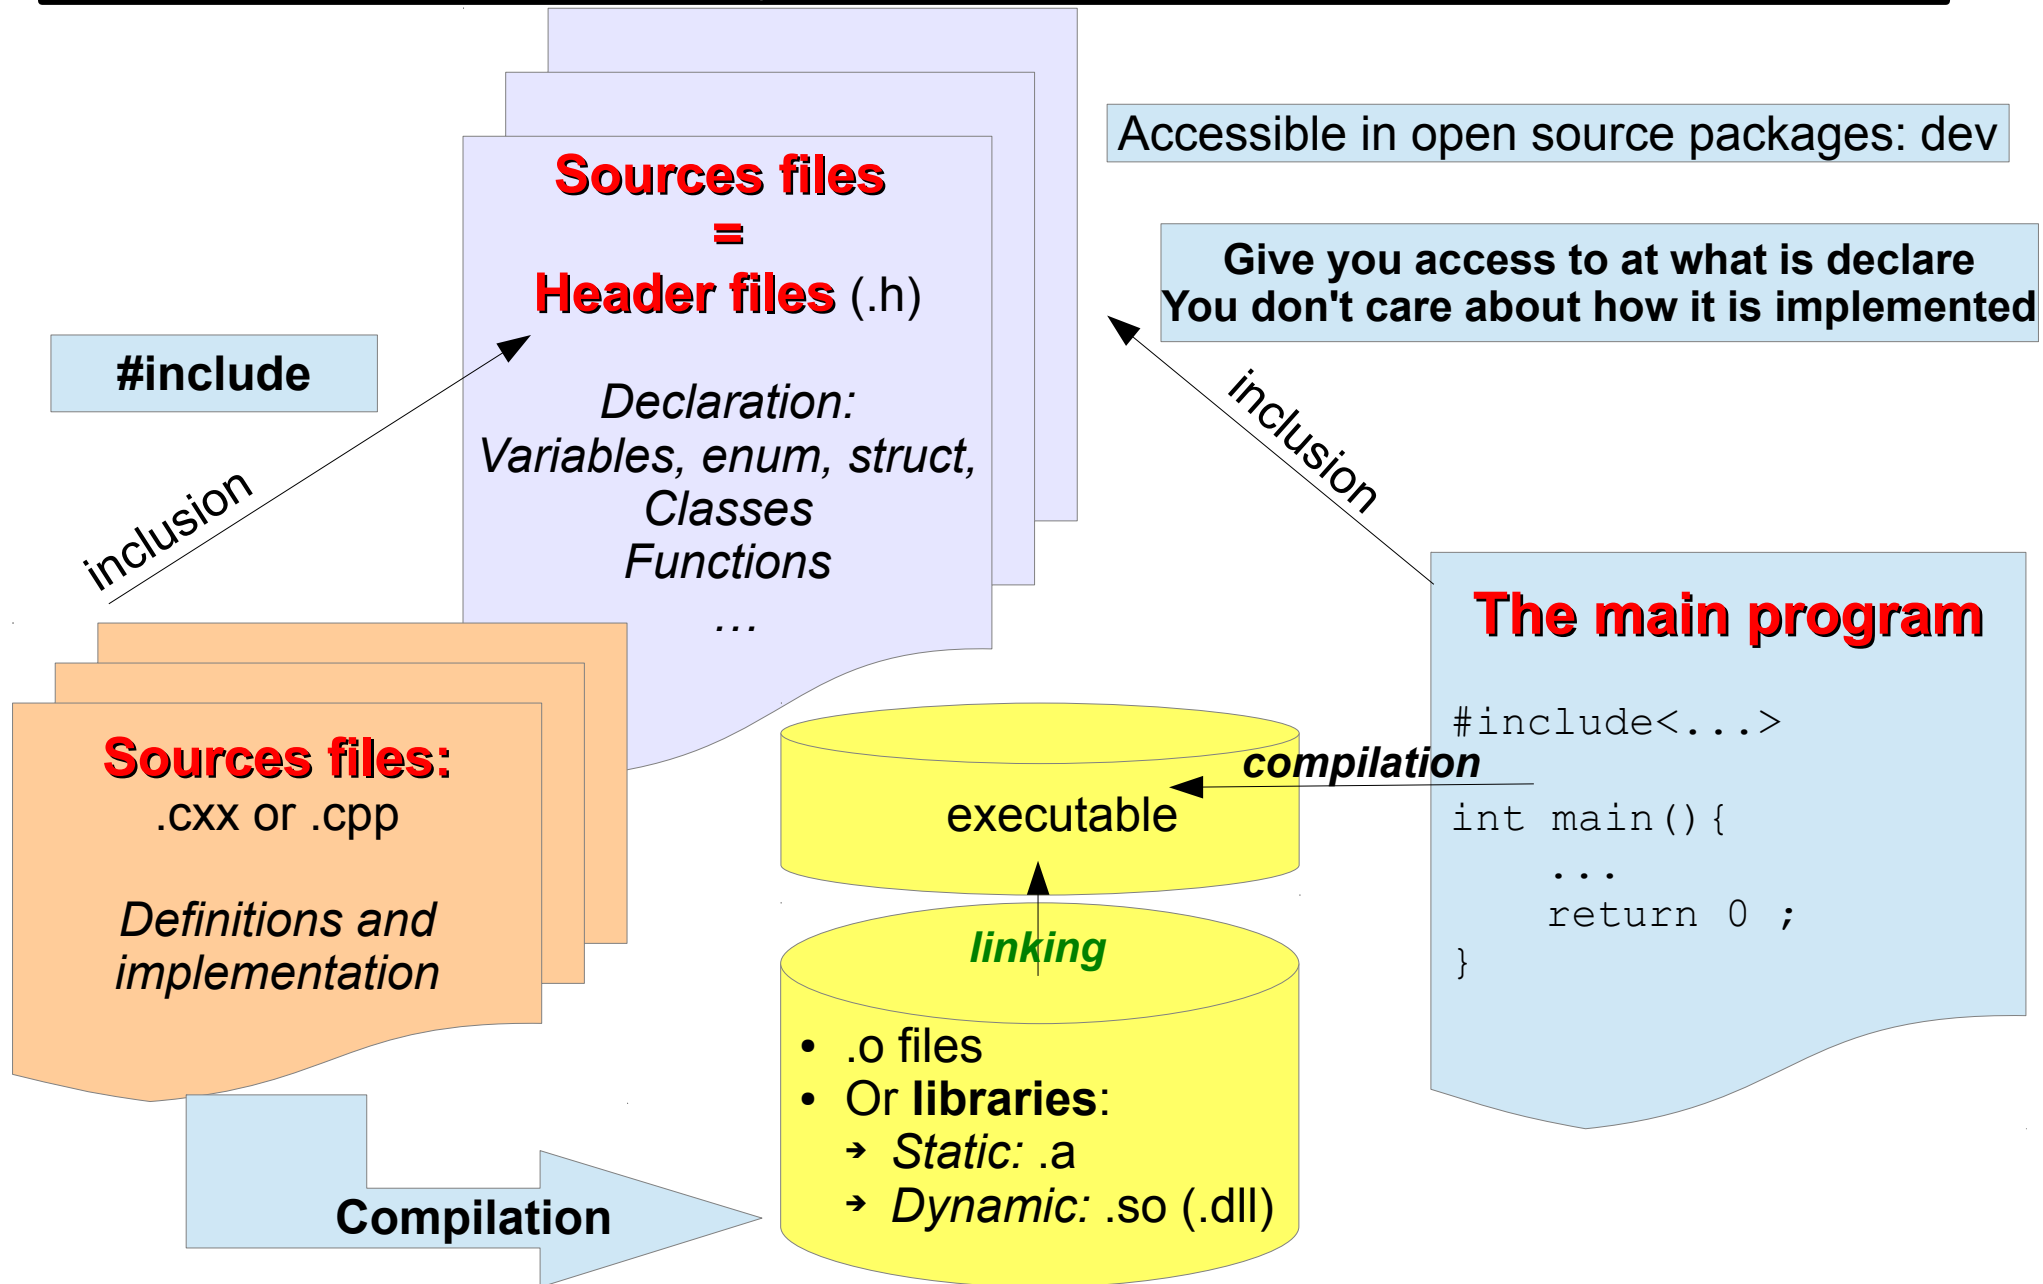 Accessible in open source packages: dev
Sources files
=
Header files (.h)
Give you access to at what is declare
You don't care about how it is implemented
#include
Declaration:
Variables, enum, struct,
Classes
Functions
…
inclusion
inclusion
The main program
#include<...>
int main(){
...
return 0 ;
}
Sources files:
.cxx or .cpp
Definitions and
implementation
compilation
executable
linking
• .o files
• Or libraries:
➔ Static: .a
➔ Dynamic: .so (.dll)
Compilation